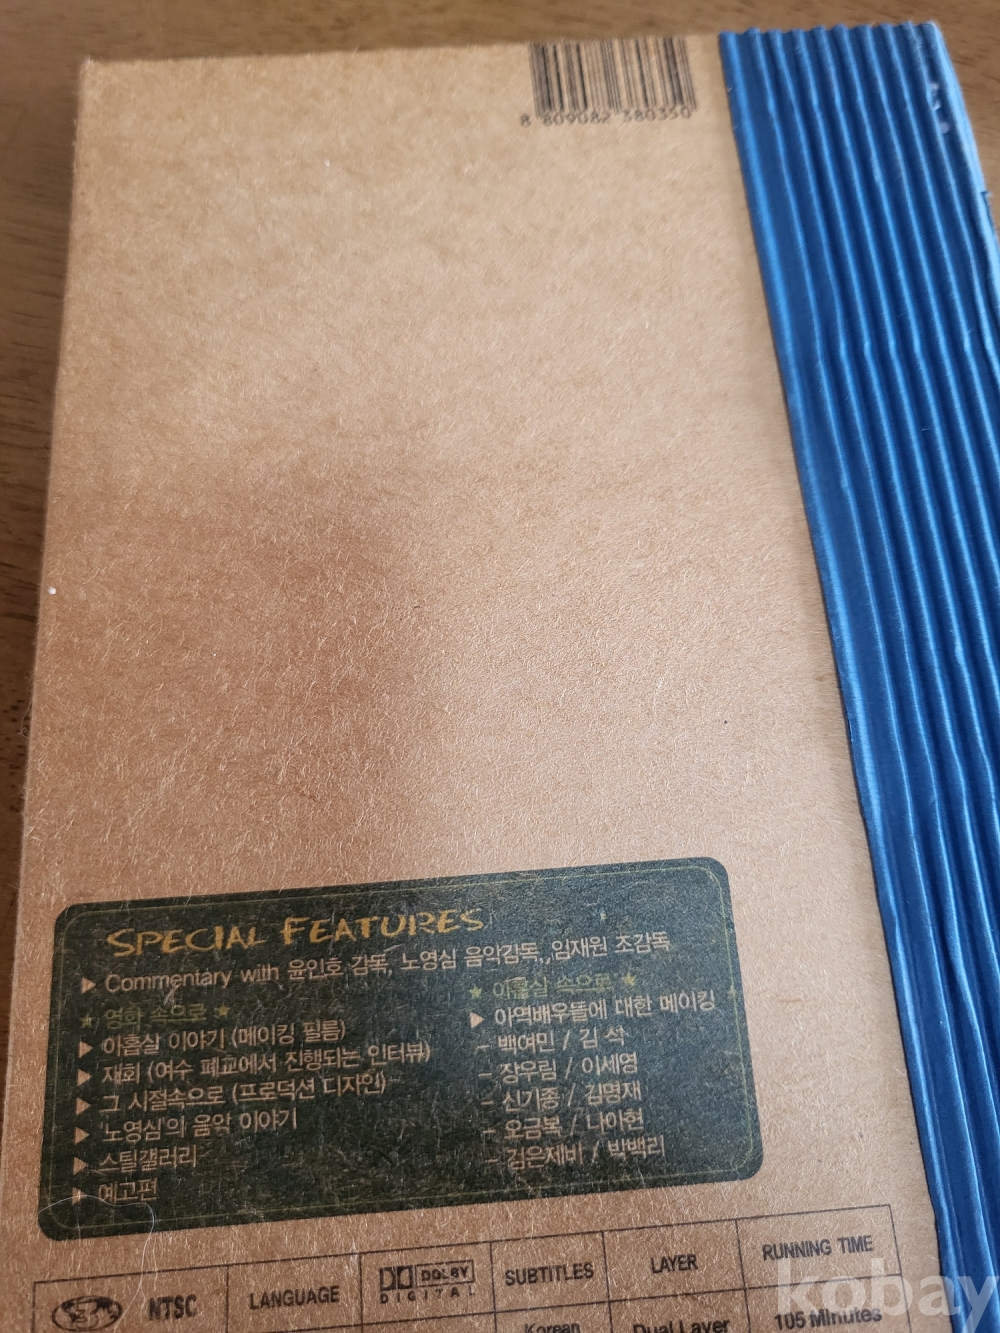 8 809082 380350
SPECIAL FEATURES
▶ Commentary with 윤인호 감독, 노영심 음악감독, 임재원 조감독
★ 영화 속으로 ★
▶ 아홉살 이야기 (메이킹 필름)
▶ 재회 (여수 폐교에서 진행되는 인터뷰)
▶ 그 시절속으로 (프로덕션 디자인)
▶ '노영심'의 음악 이야기
▶ 스틸갤러리
▶ 예고편
★ 아홉살 속으로 ★
▶ 아역배우들에 대한 메이킹
- 백여민 / 김 석
- 장우림 / 이세영
- 신기종 / 김명재
- 오금복 / 나아현
- 검은제비 / 박백리
NTSC LANGUAGE DOLBY DIGITAL SUBTITLES LAYER RUNNING TIME
Korean Dual Layer 105 Minutes
kobay